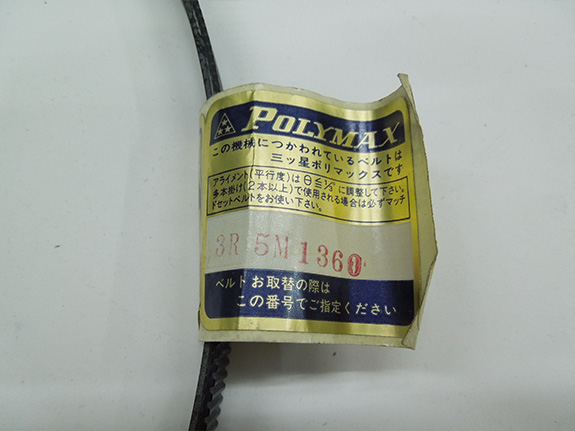 POLYMAX
この機械につかわれているベルトは
三ッ星ポリマックスです
アライメント(平行度)は θ≦⅓°に調整して下さい。
多本掛け(2本以上)で使用される場合は必ずマッチ
ドセットベルトをお使い下さい。
3R 5M 1360
ベルトお取替の際は
この番号でご指定ください